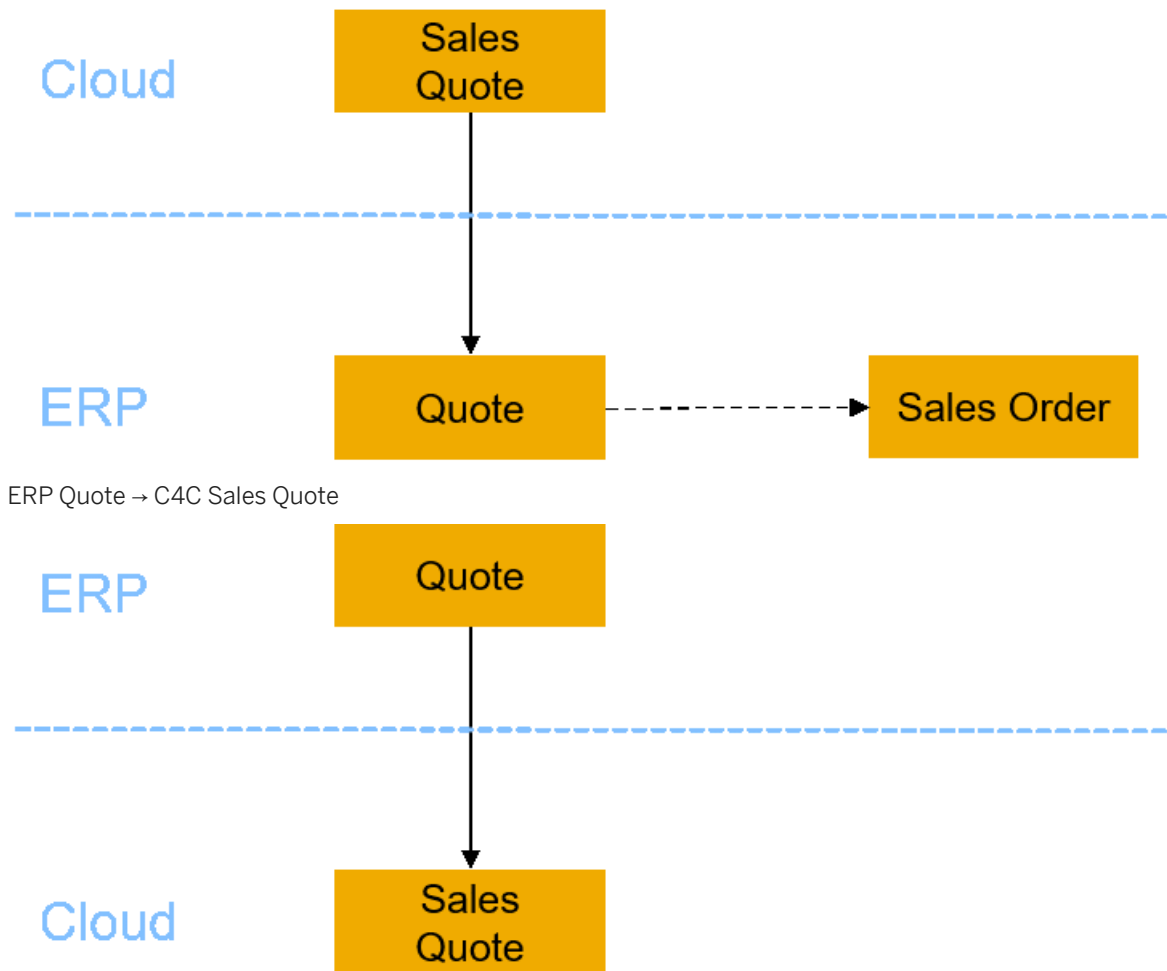 Cloud
Sales
Quote
ERP
Quote
Sales Order
ERP Quote → C4C Sales Quote
ERP
Quote
Cloud
Sales
Quote